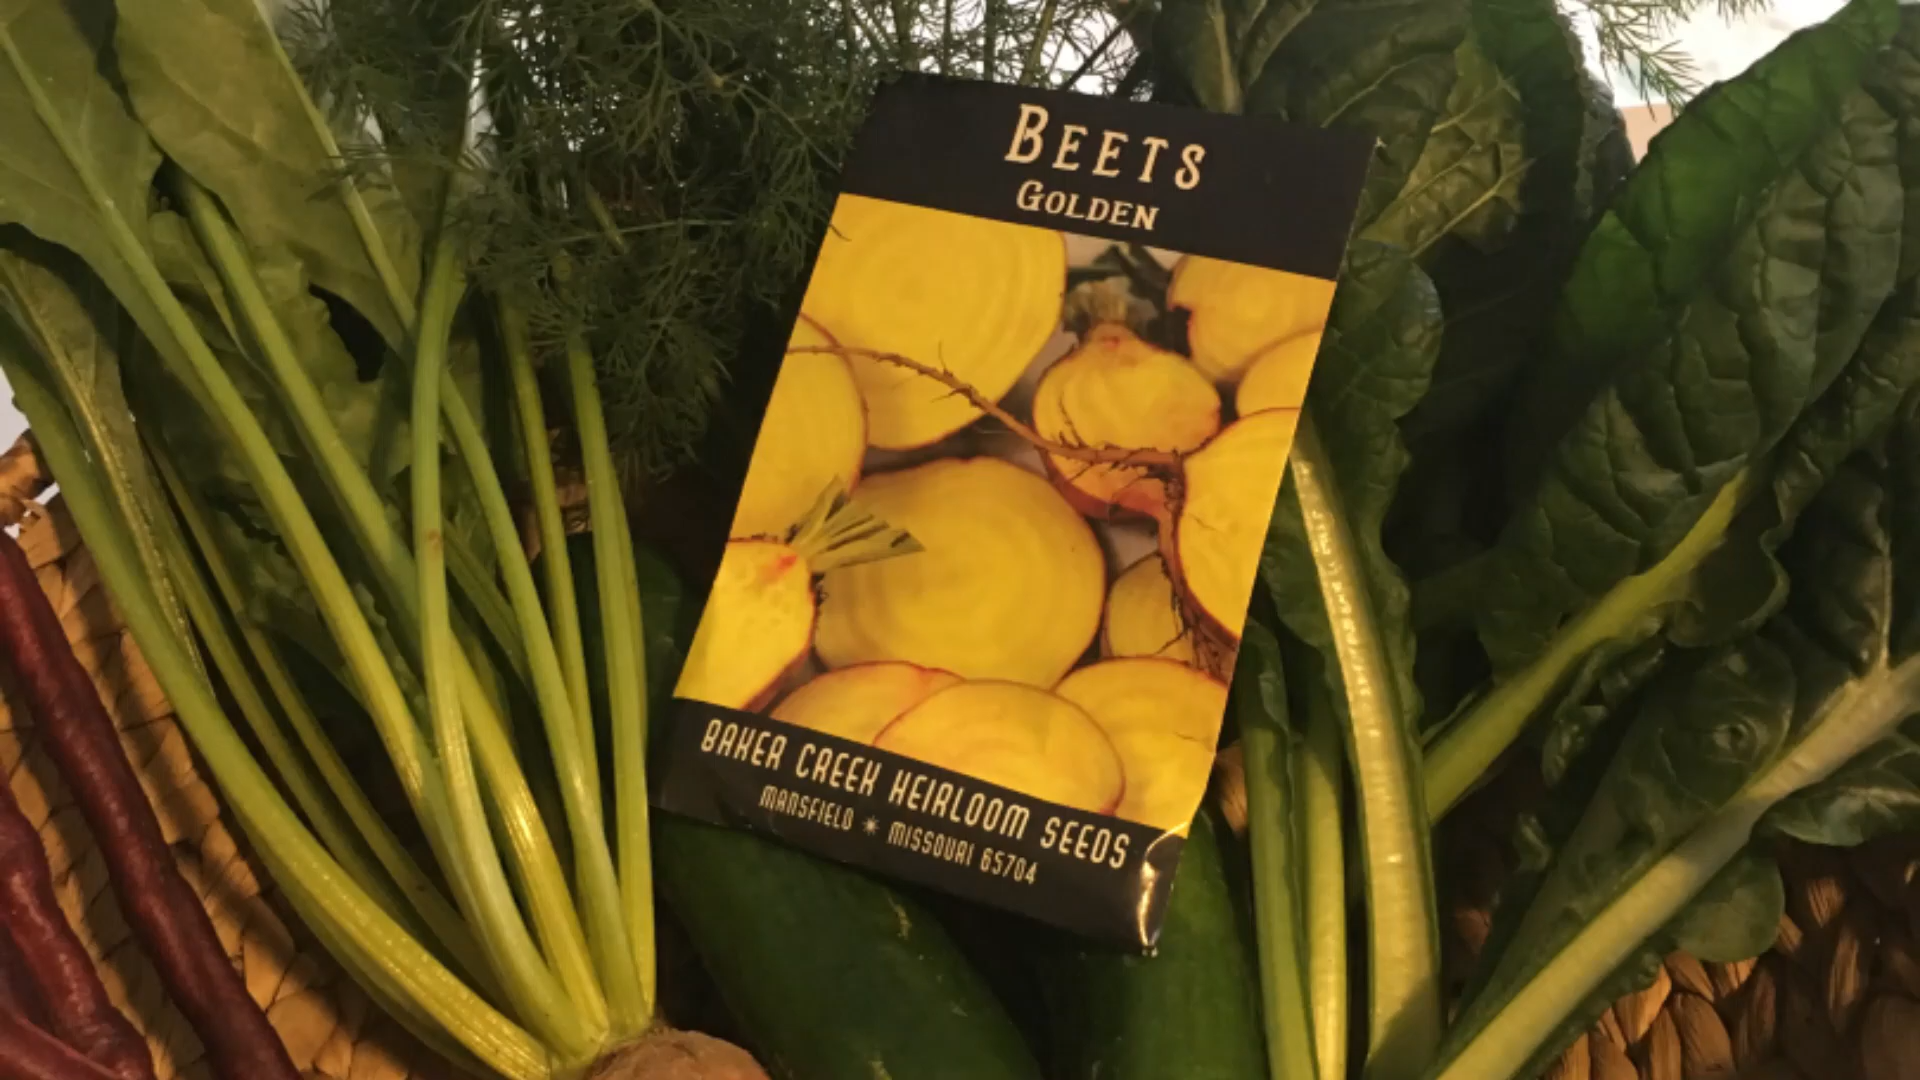 BEETS
GOLDEN
BAKER CREEK HEIRLOOM SEEDS
MANSFIELD ✷ MISSOURI 65704